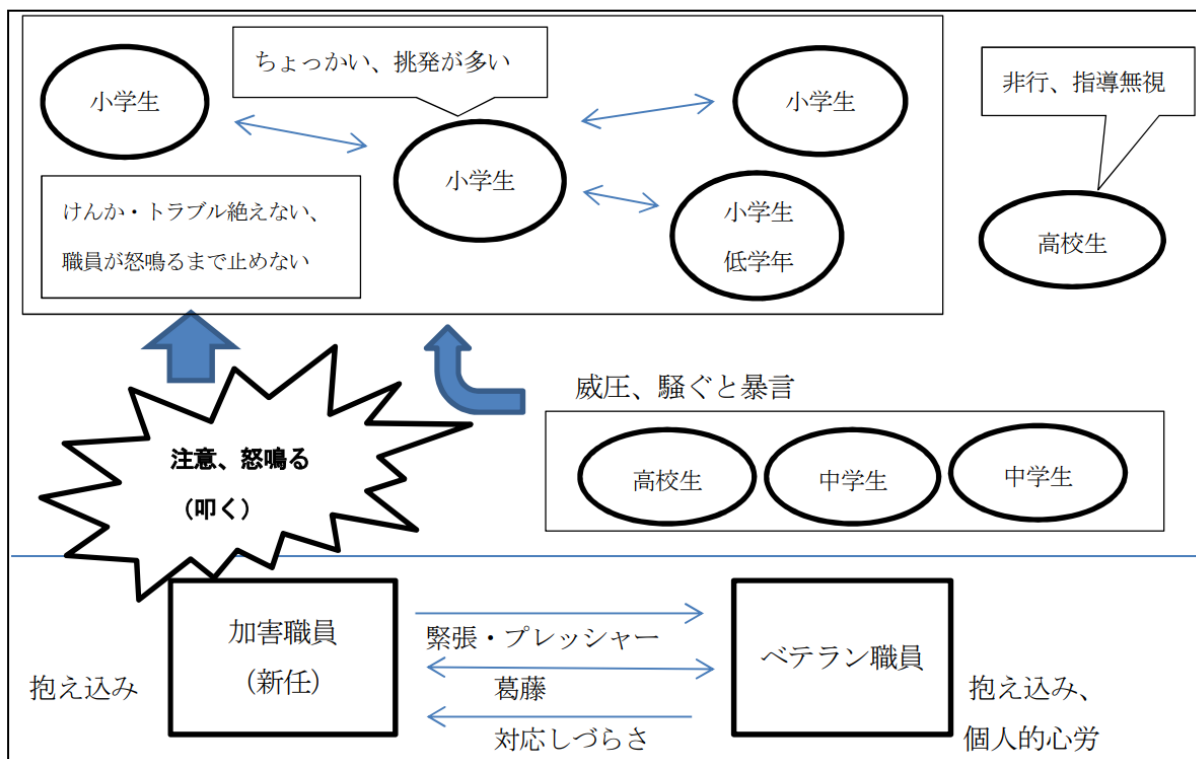 ちょっかい、挑発が多い
小学生
小学生
小学生
非行、指導無視
けんか・トラブル絶えない、
職員が怒鳴るまで止めない
小学生
低学年
高校生
威圧、騒ぐと暴言
注意、怒鳴る
（叩く）
高校生
中学生
中学生
加害職員
（新任）
抱え込み
緊張・プレッシャー
葛藤
対応しづらさ
ベテラン職員
抱え込み、
個人的心労